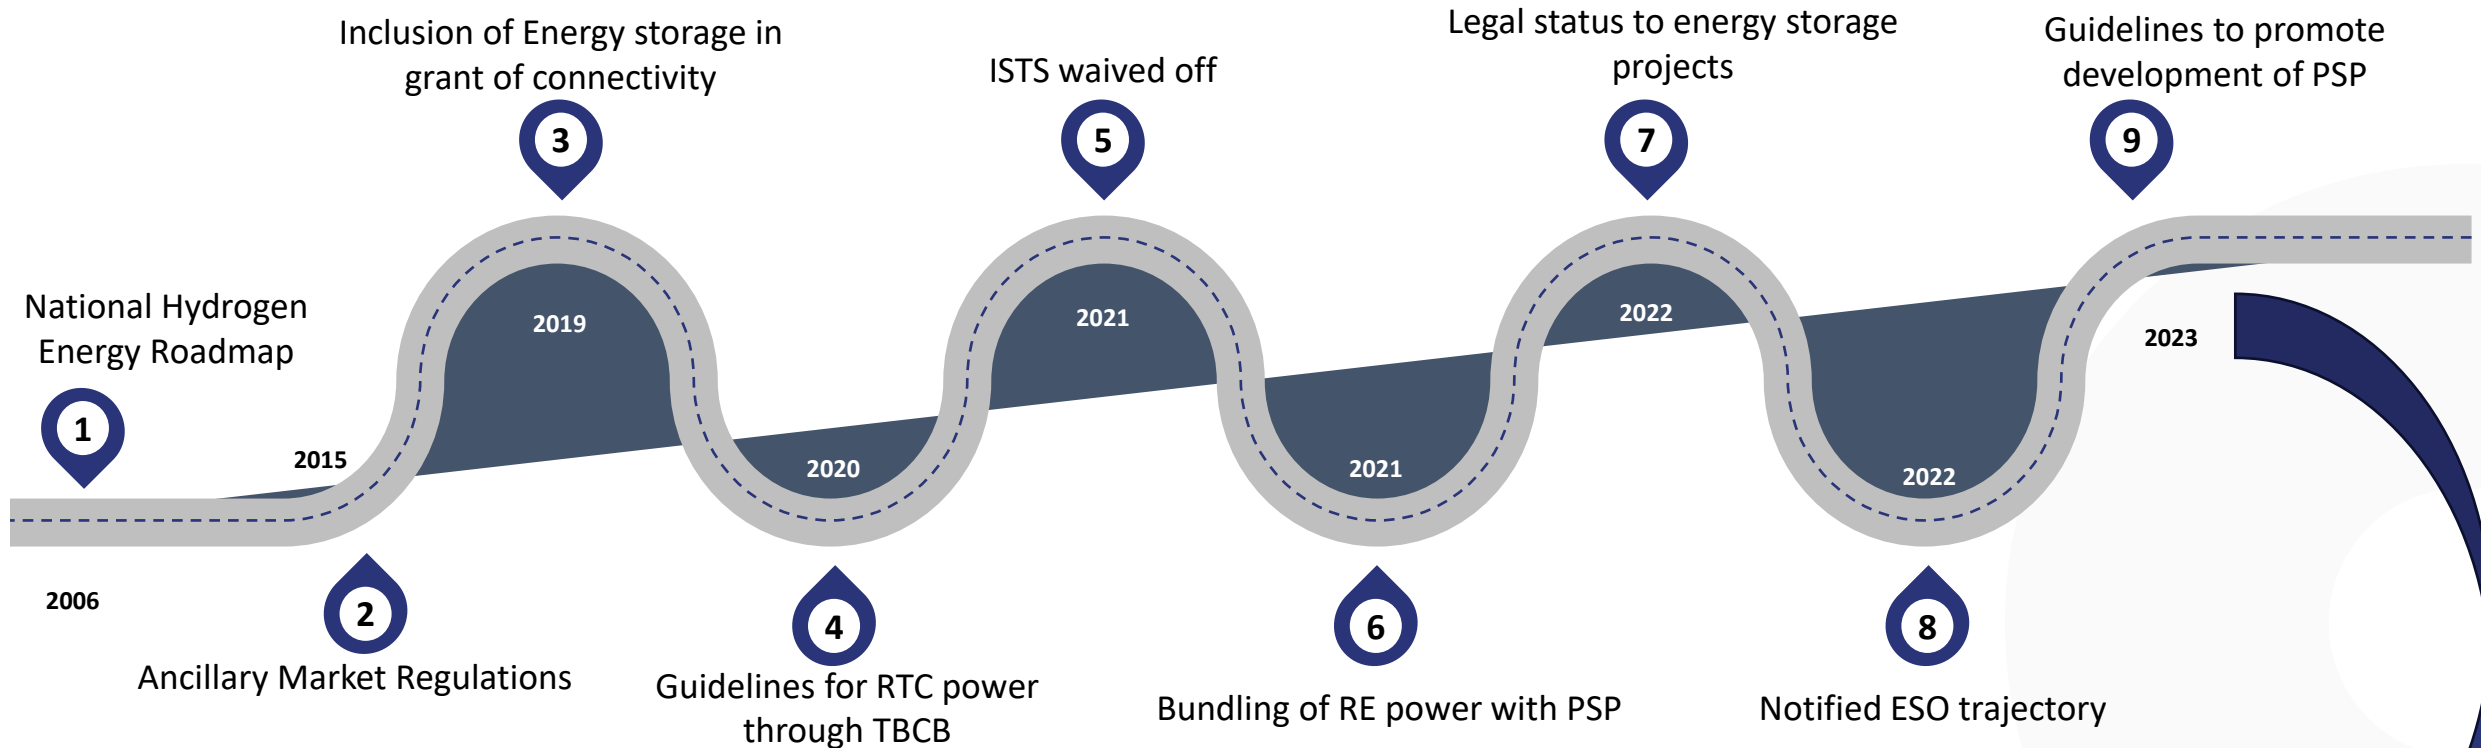 National Hydrogen
Energy Roadmap
1
2006
2015
2
Ancillary Market Regulations
Inclusion of Energy storage in
grant of connectivity
3
2019
2020
4
Guidelines for RTC power
through TBCB
ISTS waived off
5
2021
2021
6
Bundling of RE power with PSP
Legal status to energy storage
projects
7
2022
2022
8
Notified ESO trajectory
Guidelines to promote
development of PSP
9
2023